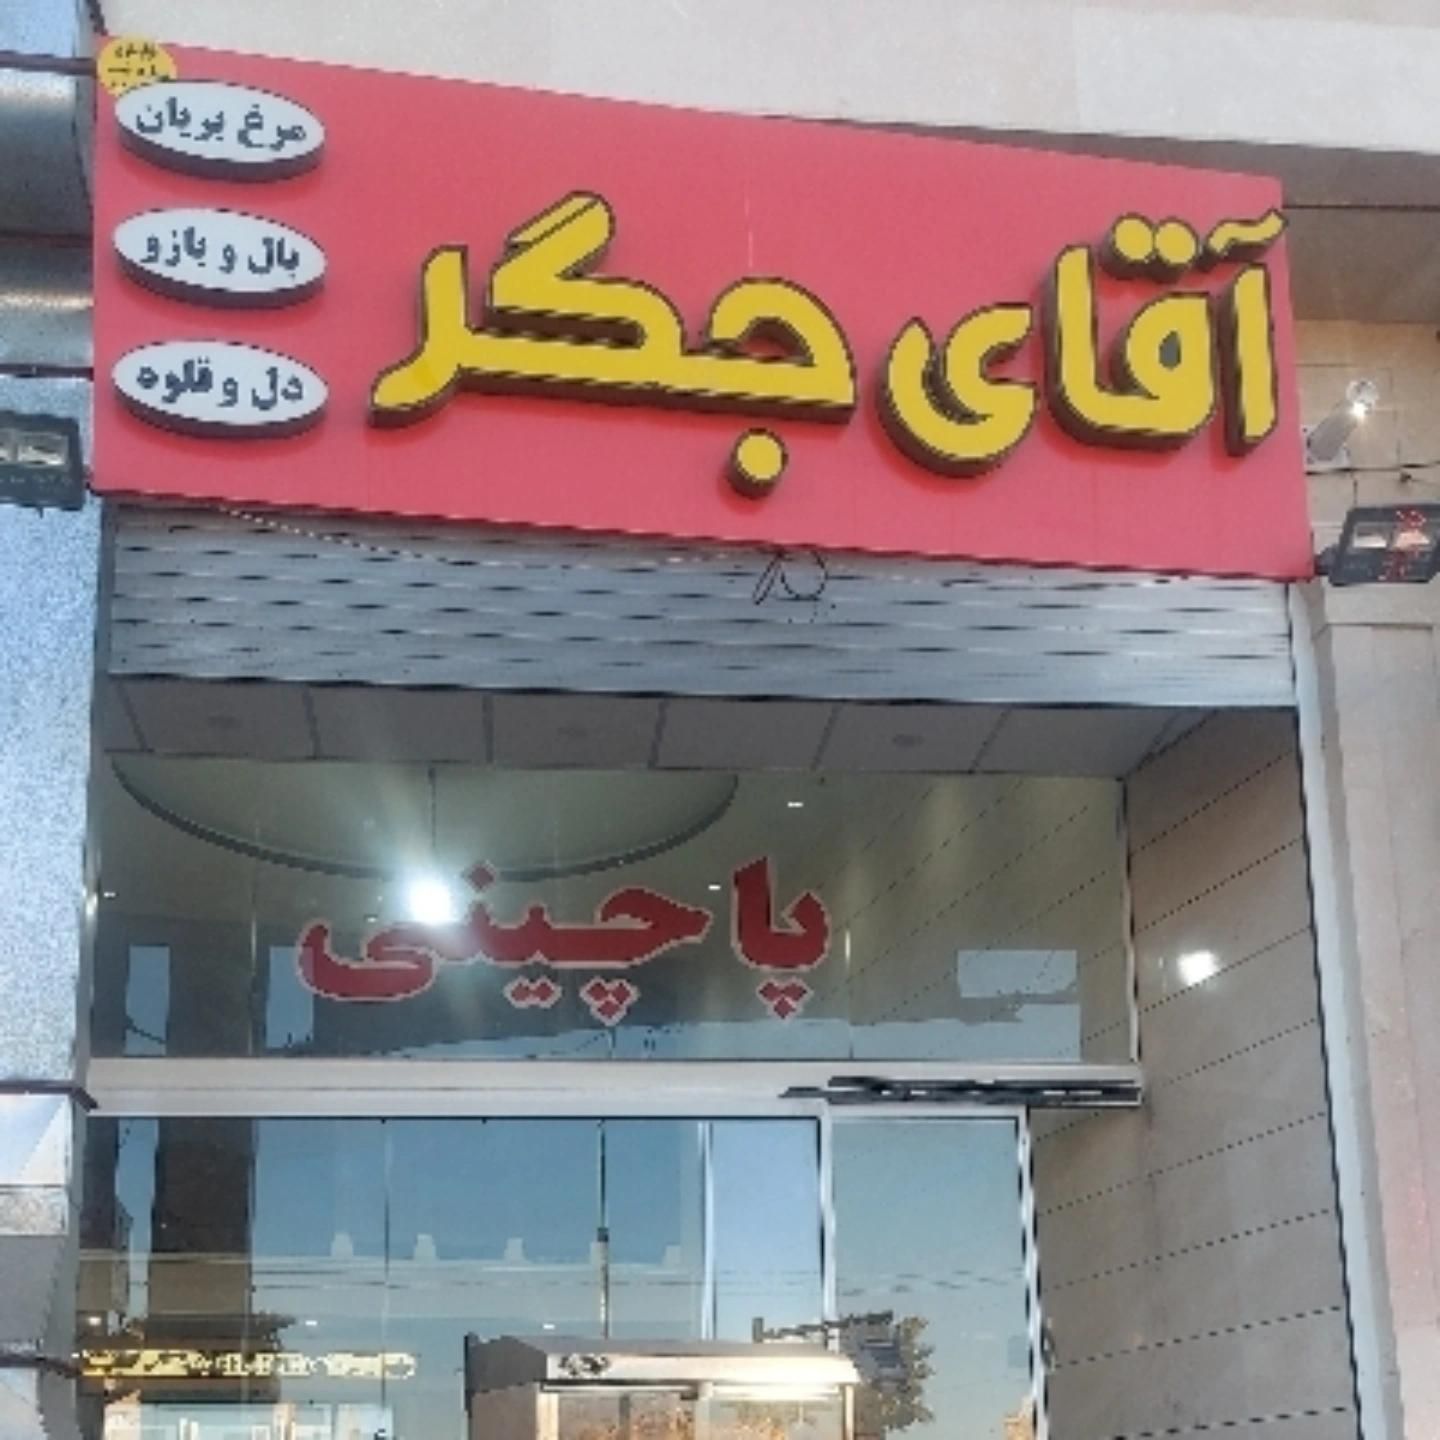 آقای جگر
مرغ بریان
بال و بازو
دل و قلوه
پاچینی